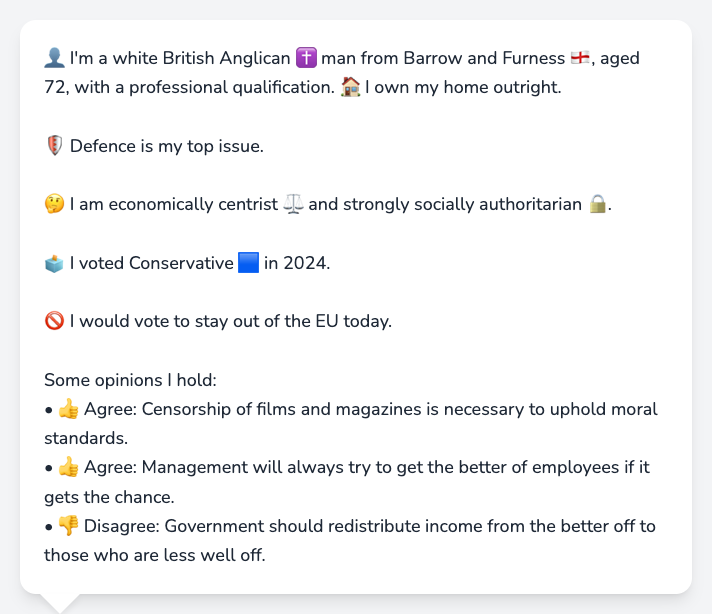 👤 I'm a white British Anglican ✝️ man from Barrow and Furness 🏴󠁧󠁢󠁥󠁮󠁧󠁿, aged
72, with a professional qualification. 🏠 I own my home outright.
🛡️ Defence is my top issue.
🤔 I am economically centrist ⚖️ and strongly socially authoritarian 🔒.
🗳️ I voted Conservative 🟦 in 2024.
🚫 I would vote to stay out of the EU today.
Some opinions I hold:
• 👍 Agree: Censorship of films and magazines is necessary to uphold moral
standards.
• 👍 Agree: Management will always try to get the better of employees if it
gets the chance.
• 👎 Disagree: Government should redistribute income from the better off to
those who are less well off.